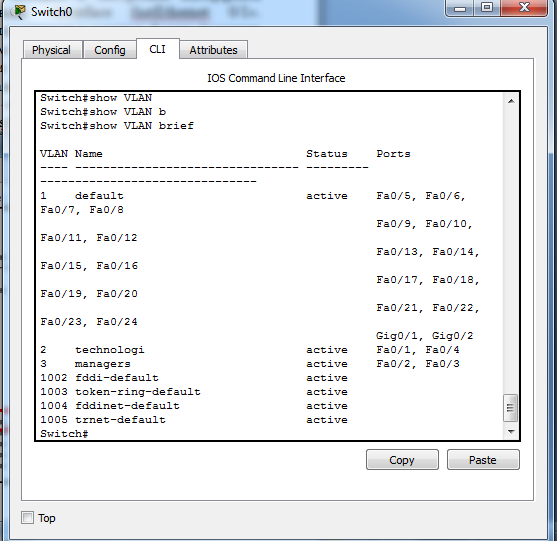 Switch0
Physical Config CLI Attributes
IOS Command Line Interface
Switch#show VLAN
Switch#show VLAN b
Switch#show VLAN brief
VLAN Name Status Ports
---- -------------------------------- ---------
-------------------------------
1 default active Fa0/5, Fa0/6,
Fa0/7, Fa0/8
Fa0/9, Fa0/10,
Fa0/11, Fa0/12
Fa0/13, Fa0/14,
Fa0/15, Fa0/16
Fa0/17, Fa0/18,
Fa0/19, Fa0/20
Fa0/21, Fa0/22,
Fa0/23, Fa0/24
Gig0/1, Gig0/2
2 technologi active Fa0/1, Fa0/4
3 managers active Fa0/2, Fa0/3
1002 fddi-default active
1003 token-ring-default active
1004 fddinet-default active
1005 trnet-default active
Switch#
Copy Paste
Top